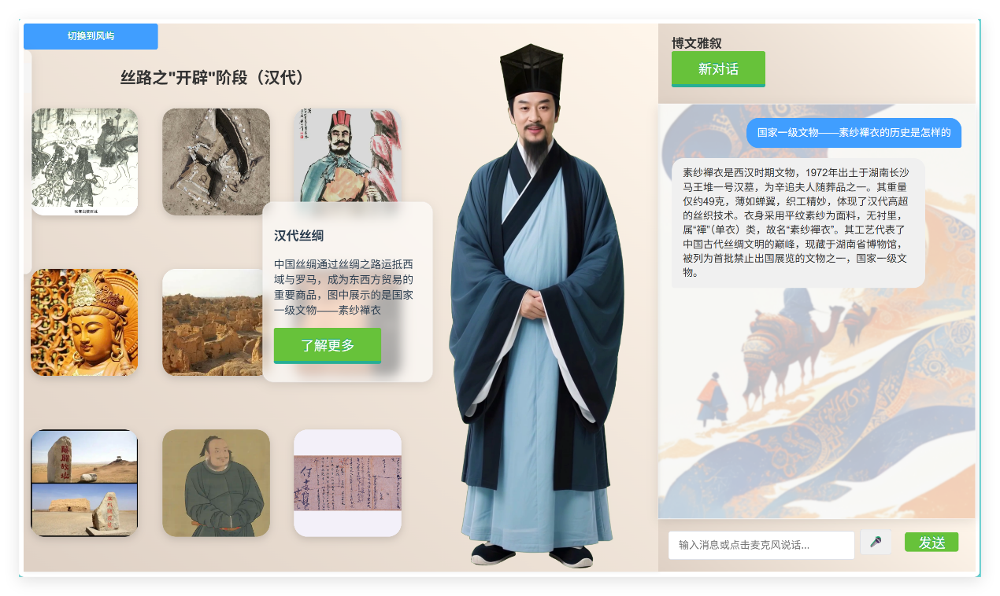 切换到风屿
丝路之"开辟"阶段（汉代）
汉代丝绸
中国丝绸通过丝绸之路运抵西
域与罗马，成为东西方贸易的
重要商品，图中展示的是国家
一级文物——素纱襌衣
了解更多
博文雅叙
新对话
国家一级文物——素纱襌衣的历史是怎样的
素纱襌衣是西汉时期文物，1972年出土于湖南长沙
马王堆一号汉墓，为辛追夫人随葬品之一。其重量
仅约49克，薄如蝉翼，织工精妙，体现了汉代高超
的丝织技术。衣身采用平纹素纱为面料，无衬里，
属“襌”（单衣）类，故名“素纱襌衣”。其工艺代表了
中国古代丝绸文明的巅峰，现藏于湖南省博物馆，
被列为首批禁止出国展览的文物之一，国家一级文
物。
输入消息或点击麦克风说话...
发送